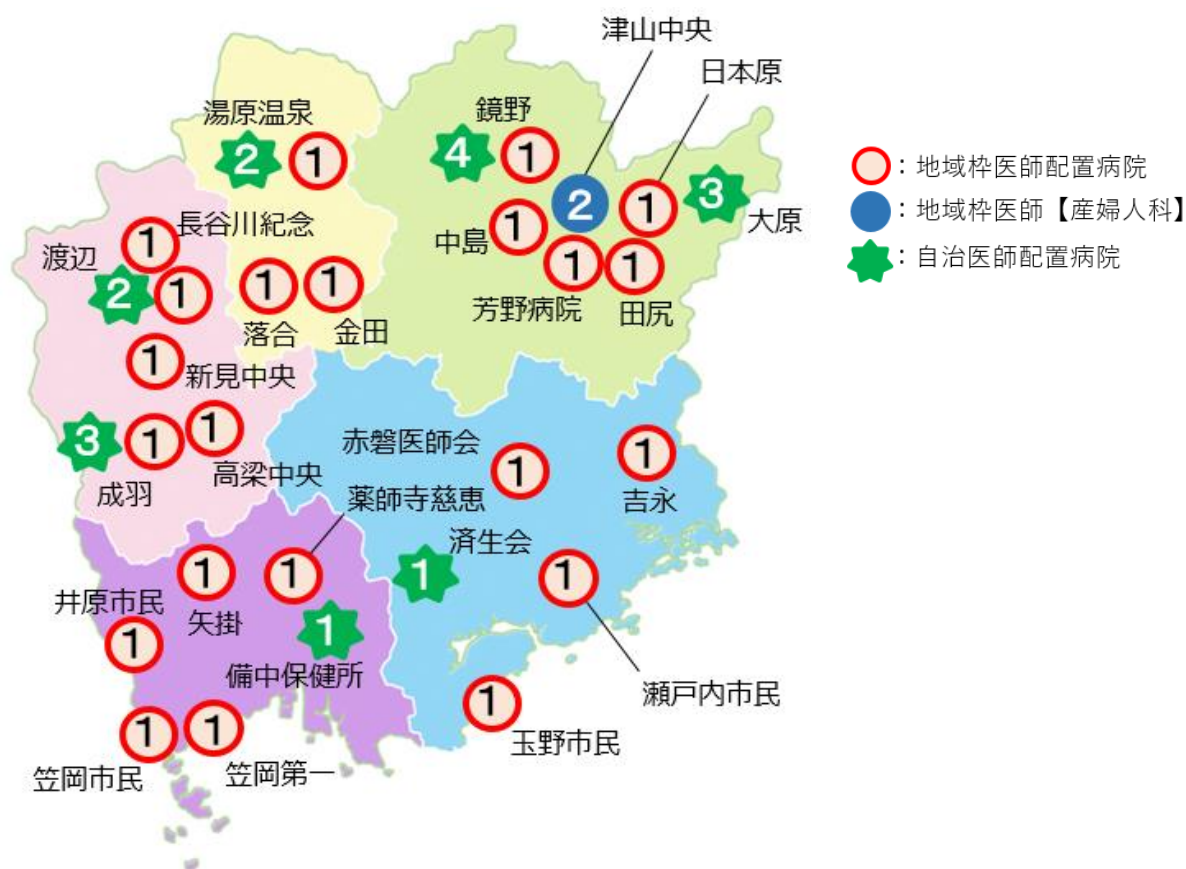 津山中央
日本原
湯原温泉
2
1
鏡野
4
1
2
1
3
大原
中島
1
1
1
芳野病院
田尻
長谷川紀念
1
渡辺
2
1
1
1
落合
金田
1
新見中央
3
1
1
成羽
高梁中央
赤磐医師会
1
1
吉永
薬師寺慈恵
済生会
1
1
1
1
矢掛
井原市民
1
1
備中保健所
瀬戸内市民
1
玉野市民
1
1
笠岡市民
笠岡第一
:地域枠医師配置病院
:地域枠医師【産婦人科】
:自治医師配置病院